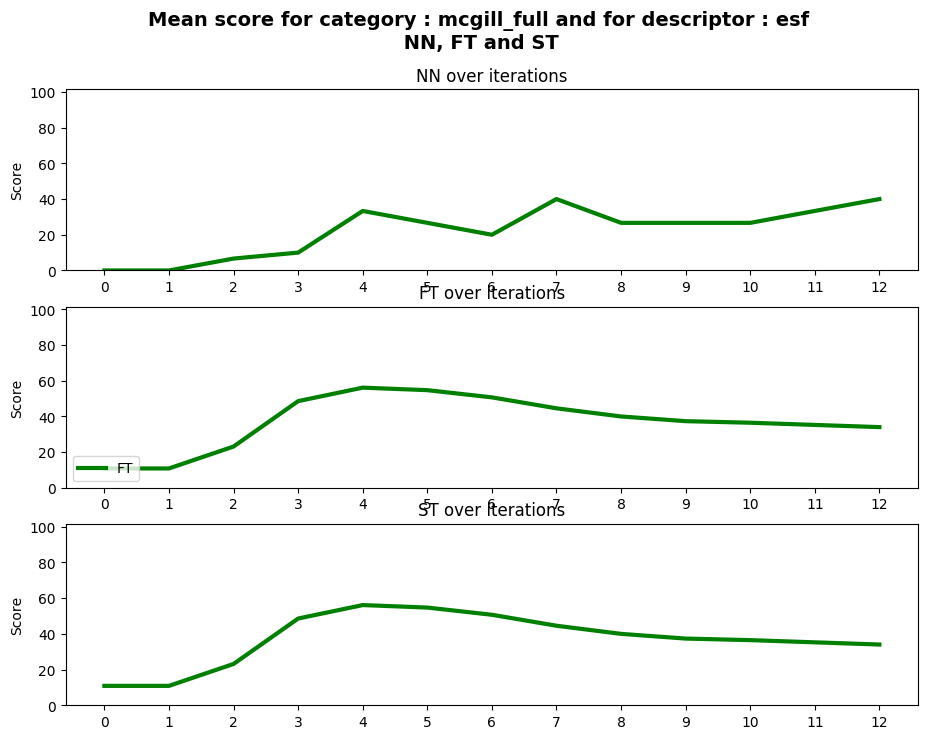 Mean score for category : mcgill_full and for descriptor : esf
NN, FT and ST
NN over iterations
Score
100
80
60
40
20
0
0 1 2 3 4 5 6 7 8 9 10 11 12
FT over iterations
Score
100
80
60
40
20
0
FT
0 1 2 3 4 5 6 7 8 9 10 11 12
ST over iterations
Score
100
80
60
40
20
0
0 1 2 3 4 5 6 7 8 9 10 11 12